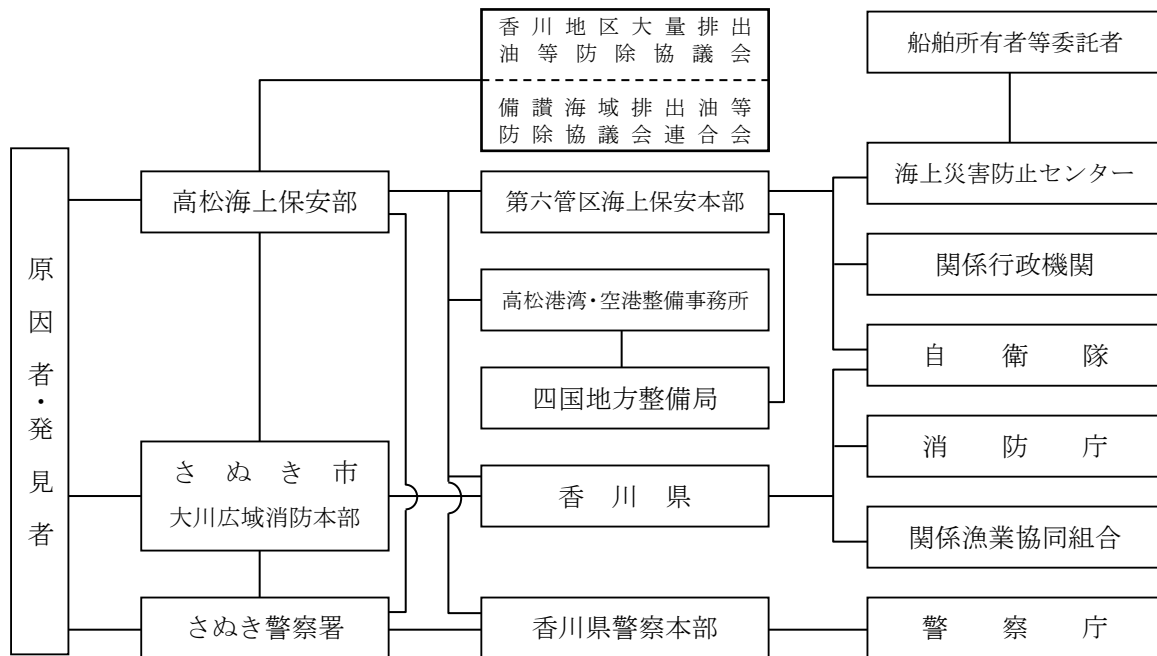 香川地区大量排出
油等防除協議会
備讃海域排出油等
防除協議会連合会
船舶所有者等委託者
原因者・発見者
高松海上保安部
第六管区海上保安本部
海上災害防止センター
関係行政機関
高松港湾・空港整備事務所
自衛隊
四国地方整備局
消防庁
さぬき市
大川広域消防本部
香川県
関係漁業協同組合
さぬき警察署
香川県警察本部
警察庁